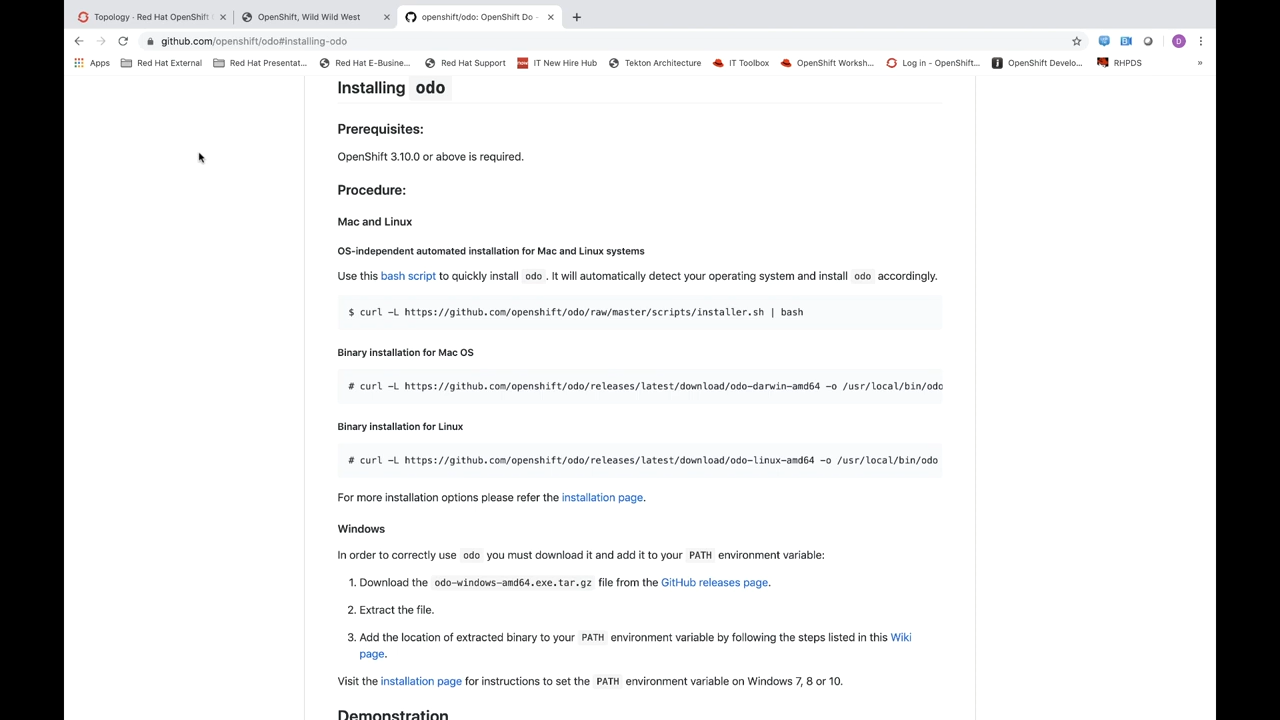 Topology · Red Hat OpenShift
OpenShift, Wild Wild West
openshift/odo: OpenShift Do -
github.com/openshift/odo#installing-odo
D
Apps
Red Hat External
Red Hat Presentat...
Red Hat E-Busine...
Red Hat Support
IT New Hire Hub
Tekton Architecture
IT Toolbox
OpenShift Worksh...
Log in - OpenShift...
OpenShift Develo...
RHPDS
»
Installing odo
Prerequisites:
OpenShift 3.10.0 or above is required.
Procedure:
Mac and Linux
OS-independent automated installation for Mac and Linux systems
Use this bash script to quickly install odo . It will automatically detect your operating system and install odo accordingly.
$ curl -L https://github.com/openshift/odo/raw/master/scripts/installer.sh | bash
Binary installation for Mac OS
# curl -L https://github.com/openshift/odo/releases/latest/download/odo-darwin-amd64 -o /usr/local/bin/odo
Binary installation for Linux
# curl -L https://github.com/openshift/odo/releases/latest/download/odo-linux-amd64 -o /usr/local/bin/odo
For more installation options please refer the installation page.
Windows
In order to correctly use odo you must download it and add it to your PATH environment variable:
1. Download the odo-windows-amd64.exe.tar.gz file from the GitHub releases page.
2. Extract the file.
3. Add the location of extracted binary to your PATH environment variable by following the steps listed in this Wiki
page.
Visit the installation page for instructions to set the PATH environment variable on Windows 7, 8 or 10.
Demonstration